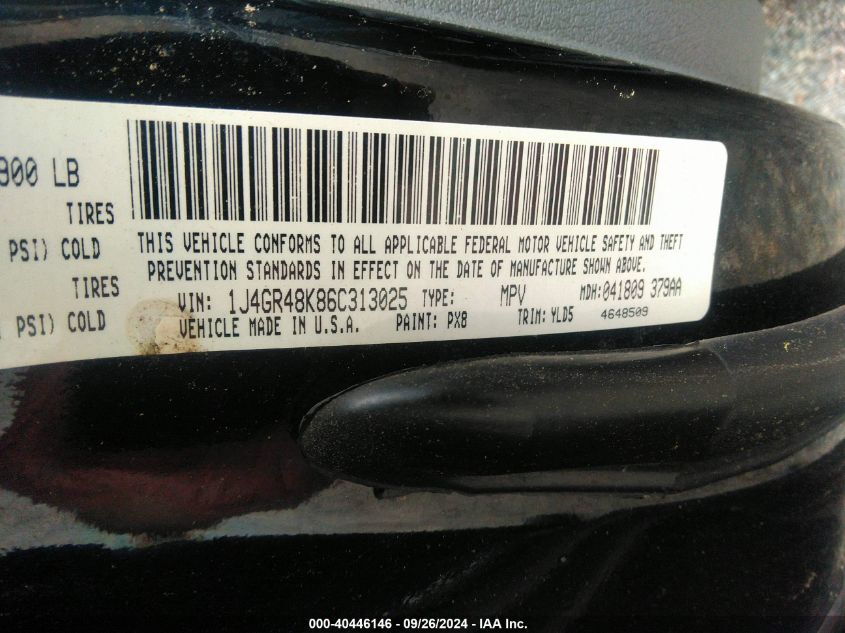 900 LB
TIRES
PSI) COLD
TIRES
PSI) COLD
THIS VEHICLE CONFORMS TO ALL APPLICABLE FEDERAL MOTOR VEHICLE SAFETY AND THEFT
PREVENTION STANDARDS IN EFFECT ON THE DATE OF MANUFACTURE SHOWN ABOVE.
VIN: 1J4GR48K86C313025 TYPE: MPV MDH:041809 379AA
VEHICLE MADE IN U.S.A. PAINT: PX8 TRIM: YLD5 4648509
000-40446146 — 09/26/2024 — IAA Inc.